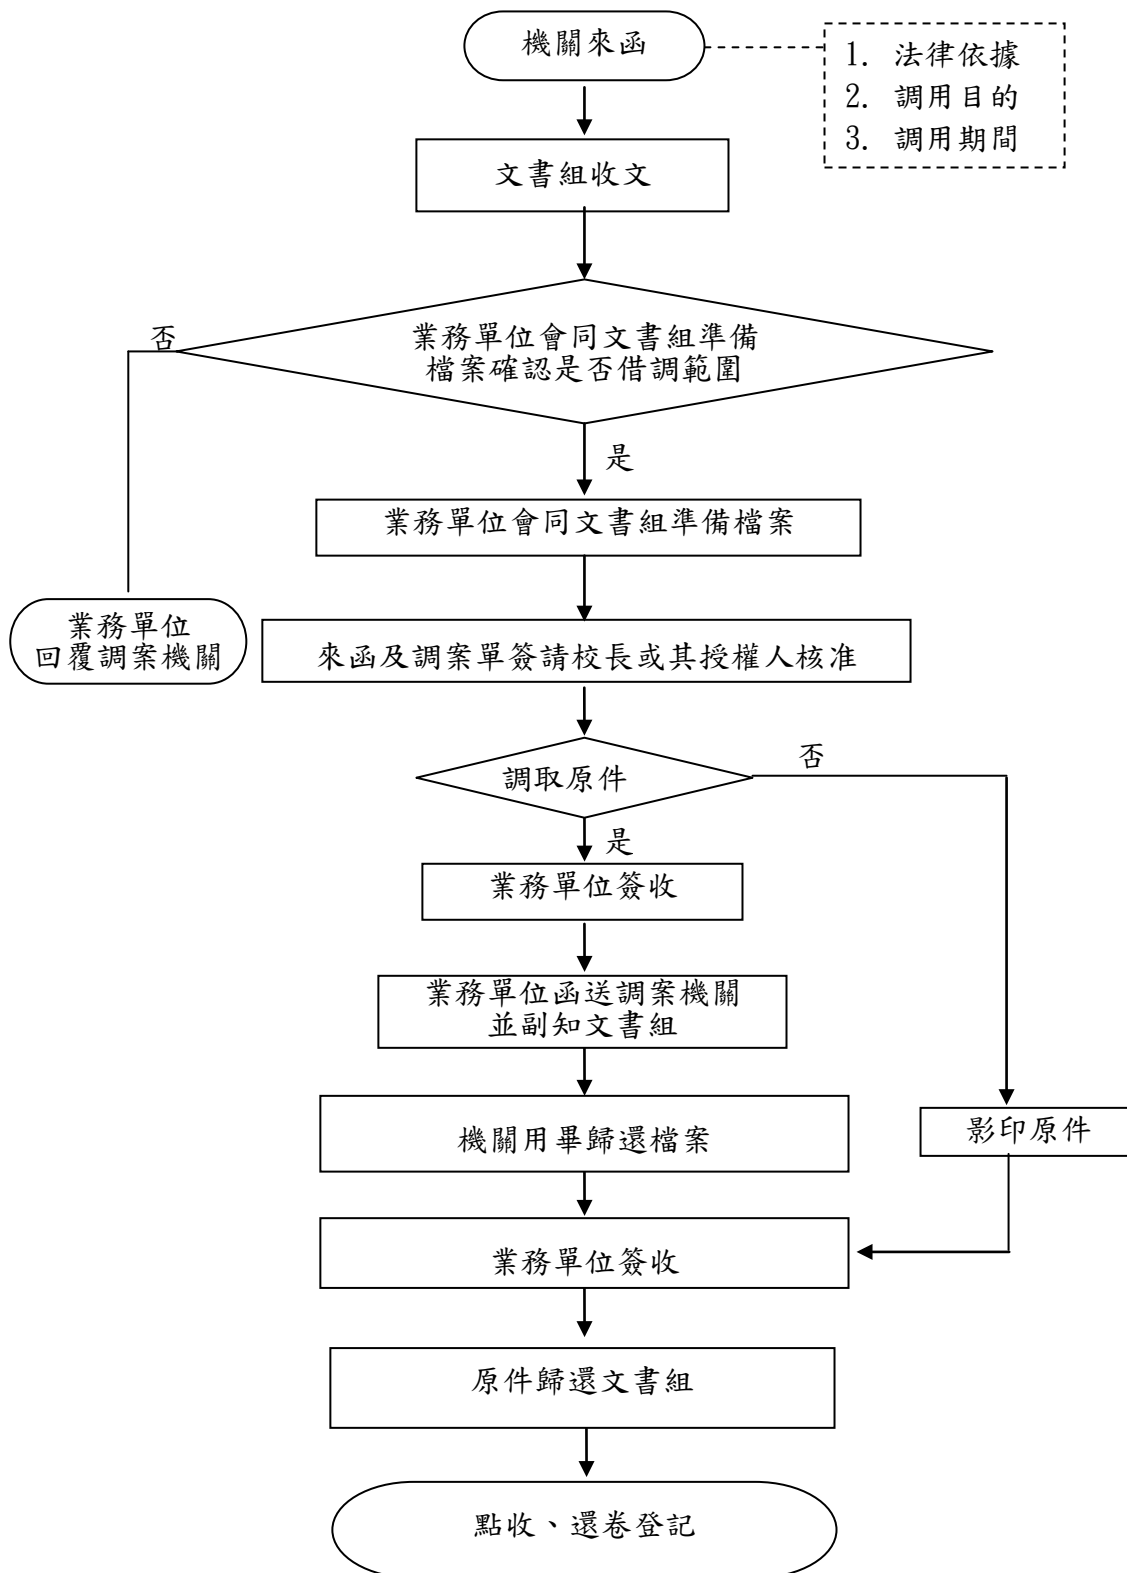 機關來函
1. 法律依據
2. 調用目的
3. 調用期間
文書組收文
業務單位會同文書組準備
檔案確認是否借調範圍
否
是
業務單位會同文書組準備檔案
業務單位
回覆調案機關
來函及調案單簽請校長或其授權人核准
調取原件
否
是
業務單位簽收
業務單位函送調案機關
並副知文書組
機關用畢歸還檔案
影印原件
業務單位簽收
原件歸還文書組
點收、還卷登記